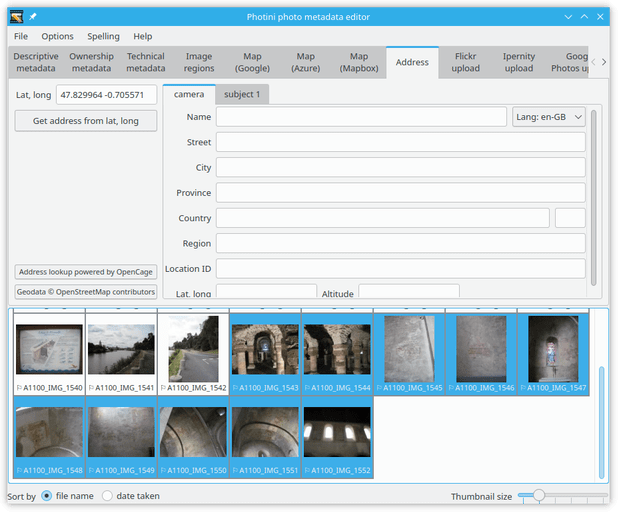 Photini photo metadata editor
File Options Spelling Help
Descriptive metadata
Ownership metadata
Technical metadata
Image regions
Map (Google)
Map (Azure)
Map (Mapbox)
Address
Flickr upload
Ipernity upload
Goog
Photos up
Lat, long 47.829964 -0.705571
Get address from lat, long
Address lookup powered by OpenCage
Geodata © OpenStreetMap contributors
camera subject 1
Name Lang: en-GB
Street
City
Province
Country
Region
Location ID
Lat, long Altitude
A1100_IMG_1540 A1100_IMG_1541 A1100_IMG_1542 A1100_IMG_1543 A1100_IMG_1544 A1100_IMG_1545 A1100_IMG_1546 A1100_IMG_1547
A1100_IMG_1548 A1100_IMG_1549 A1100_IMG_1550 A1100_IMG_1551 A1100_IMG_1552
Sort by file name date taken Thumbnail size